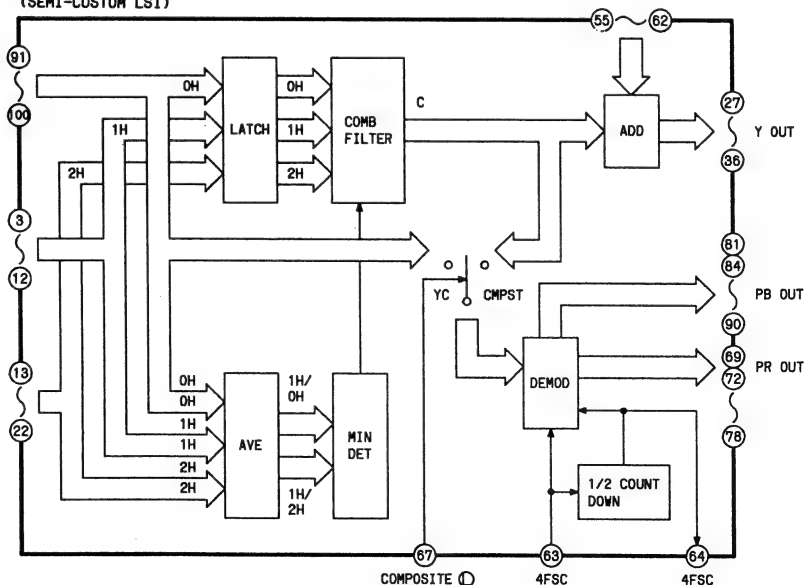 (SEMI-CUSTOM LSI)
55 ~ 62
91 ~ 100
0H
LATCH
0H
COMB
FILTER
C
ADD
27 ~ 36
Y OUT
1H
1H
2H
2H
3 ~ 12
YC
CMPST
81
84 ~ 90
PB OUT
13 ~ 22
0H
0H
1H
1H
2H
2H
AVE
1H/
0H
1H/
2H
MIN
DET
DEMOD
69
72 ~ 78
PR OUT
1/2 COUNT
DOWN
67
63
64
COMPOSITE Ⓛ
4FSC
4FSC